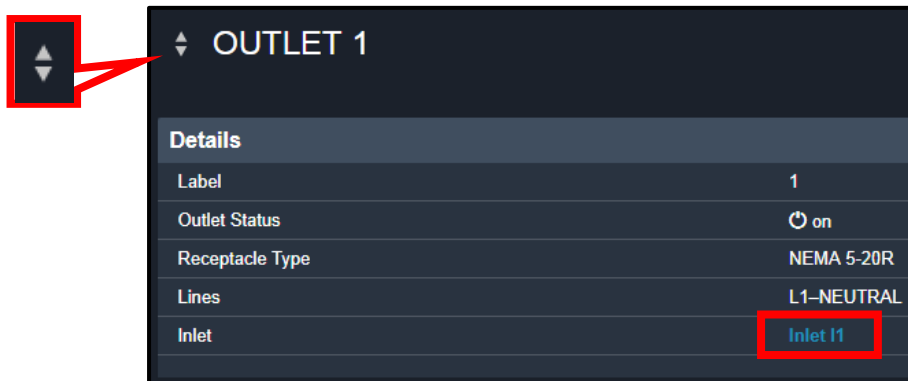 OUTLET 1
Details
Label 1
Outlet Status on
Receptacle Type NEMA 5-20R
Lines L1–NEUTRAL
Inlet Inlet I1